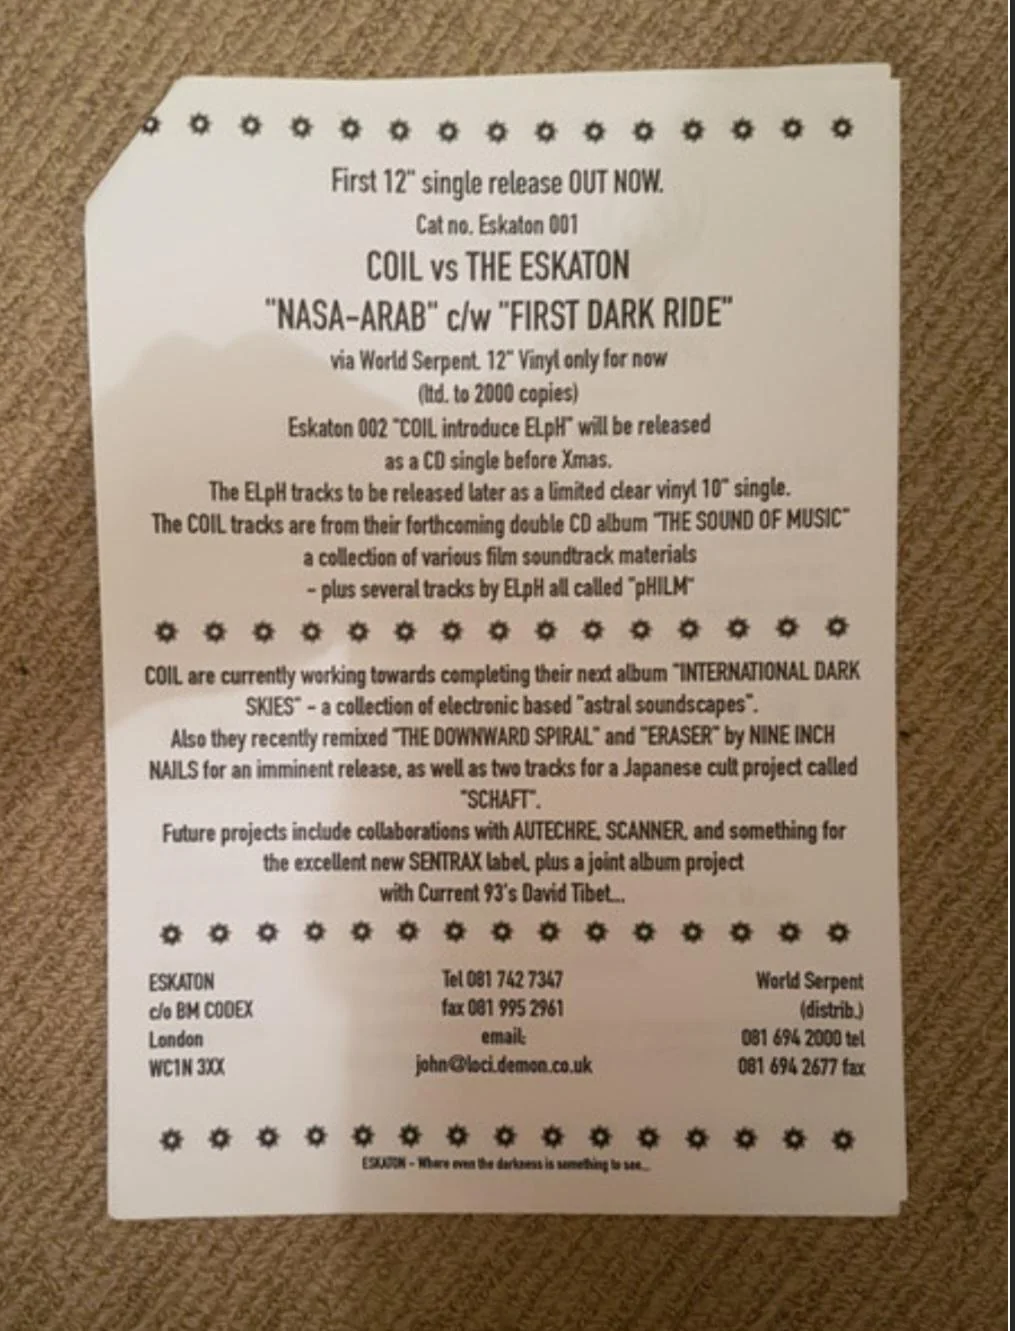 First 12" single release OUT NOW.
Cat no. Eskaton 001
COIL vs THE ESKATON
"NASA-ARAB" c/w "FIRST DARK RIDE"
via World Serpent. 12" Vinyl only for now
(ltd. to 2000 copies)
Eskaton 002 "COIL introduce ELpH" will be released
as a CD single before Xmas.
The ELpH tracks to be released later as a limited clear vinyl 10" single.
The COIL tracks are from their forthcoming double CD album "THE SOUND OF MUSIC"
a collection of various film soundtrack materials
- plus several tracks by ELpH all called "pHILM"
COIL are currently working towards completing their next album "INTERNATIONAL DARK
SKIES" - a collection of electronic based "astral soundscapes".
Also they recently remixed "THE DOWNWARD SPIRAL" and "ERASER" by NINE INCH
NAILS for an imminent release, as well as two tracks for a Japanese cult project called
"SCHAFT".
Future projects include collaborations with AUTECHRE, SCANNER, and something for
the excellent new SENTRAX label, plus a joint album project
with Current 93's David Tibet...
ESKATON
c/o BM CODEX
London
WC1N 3XX
Tel 081 742 7347
fax 081 995 2961
email:
john@loci.demon.co.uk
World Serpent
(distrib.)
081 694 2000 tel
081 694 2677 fax
ESKATON - Where even the darkness is something to see...